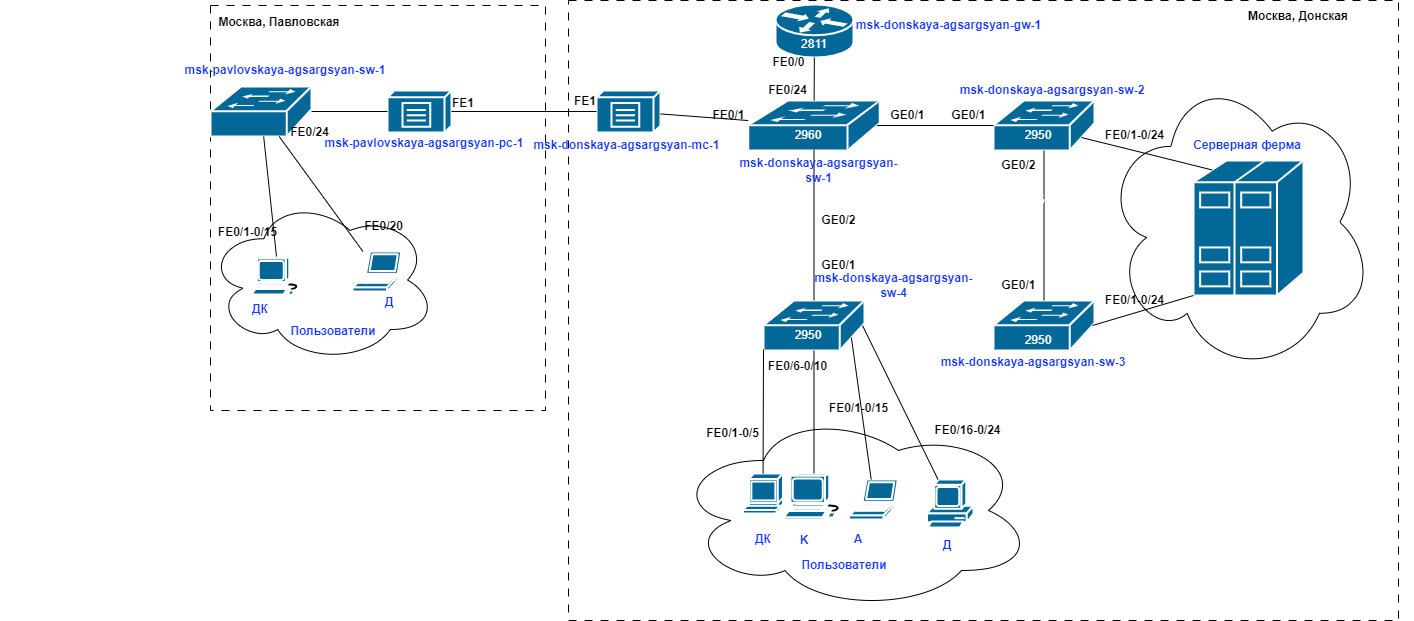 Москва, Павловская
msk-pavlovskaya-agsargsyan-sw-1
FE1
FE0/24
msk-pavlovskaya-agsargsyan-pc-1
FE0/1-0/15
FE0/20
ДК
Д
Пользователи
Москва, Донская
msk-donskaya-agsargsyan-gw-1
2811
FE0/0
FE0/24
FE1
msk-donskaya-agsargsyan-mc-1
FE0/1
2960
msk-donskaya-agsargsyan-
sw-1
GE0/1
GE0/1
msk-donskaya-agsargsyan-sw-2
2950
FE0/1-0/24
GE0/2
Серверная ферма
GE0/2
GE0/1
msk-donskaya-agsargsyan-
sw-4
2950
GE0/1
FE0/1-0/24
2950
msk-donskaya-agsargsyan-sw-3
FE0/6-0/10
FE0/1-0/15
FE0/1-0/5
FE0/16-0/24
ДК
К
А
Д
Пользователи